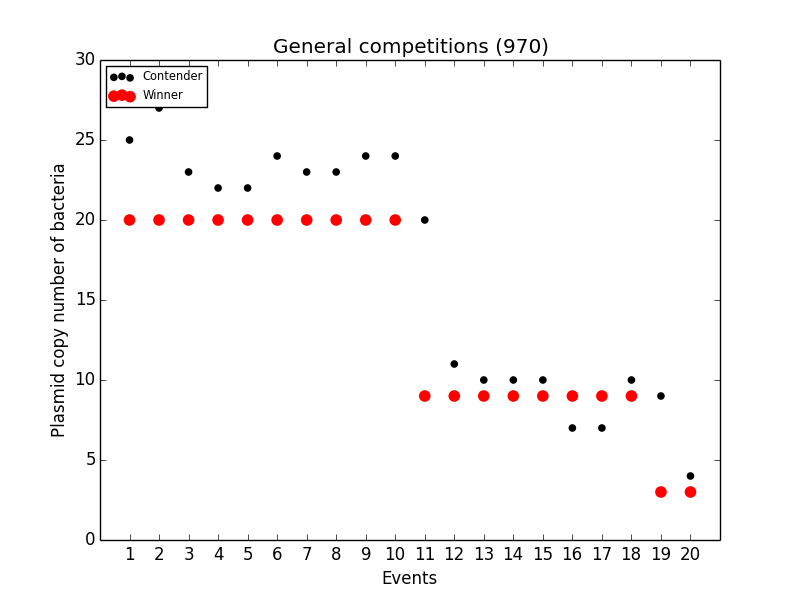 General competitions (970)
Contender
Winner
Plasmid copy number of bacteria
30
25
20
15
10
5
0
1 2 3 4 5 6 7 8 9 10 11 12 13 14 15 16 17 18 19 20
Events